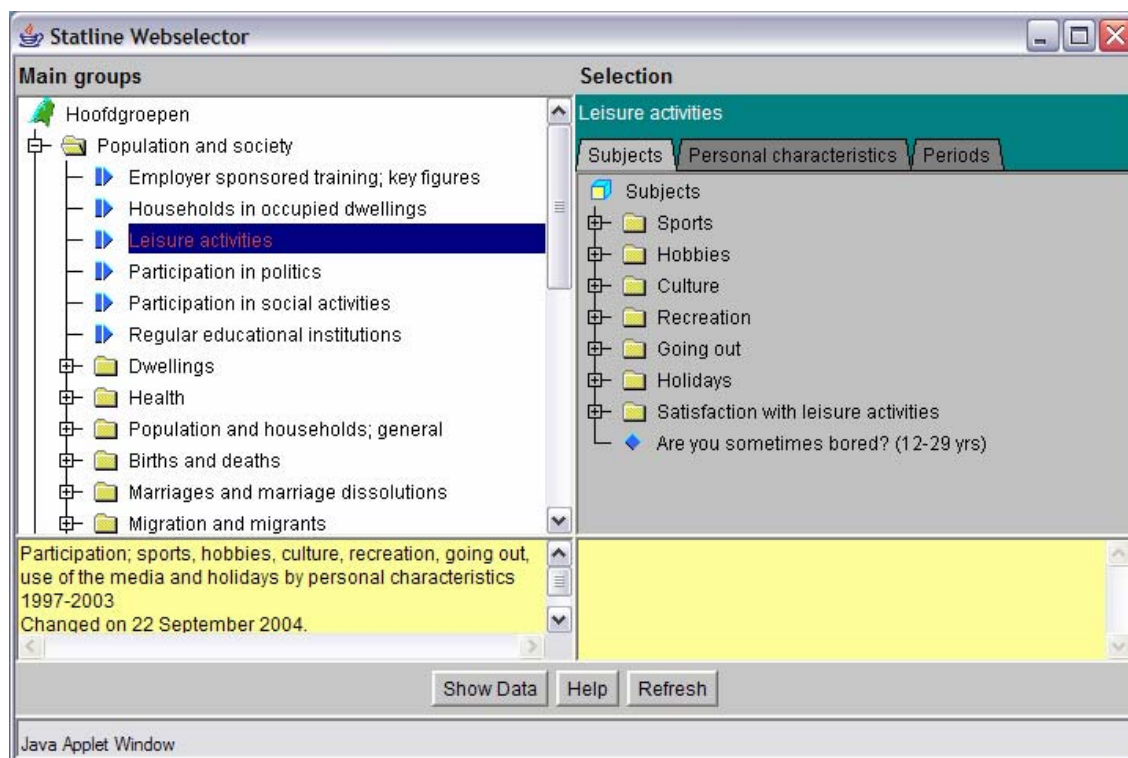 Statline Webselector
Main groups
Hoofdgroepen
Population and society
Employer sponsored training; key figures
Households in occupied dwellings
Leisure activities
Participation in politics
Participation in social activities
Regular educational institutions
Dwellings
Health
Population and households; general
Births and deaths
Marriages and marriage dissolutions
Migration and migrants
Participation; sports, hobbies, culture, recreation, going out,
use of the media and holidays by personal characteristics
1997-2003
Changed on 22 September 2004.
Selection
Leisure activities
Subjects Personal characteristics Periods
Subjects
Sports
Hobbies
Culture
Recreation
Going out
Holidays
Satisfaction with leisure activities
Are you sometimes bored? (12-29 yrs)
Show Data Help Refresh
Java Applet Window